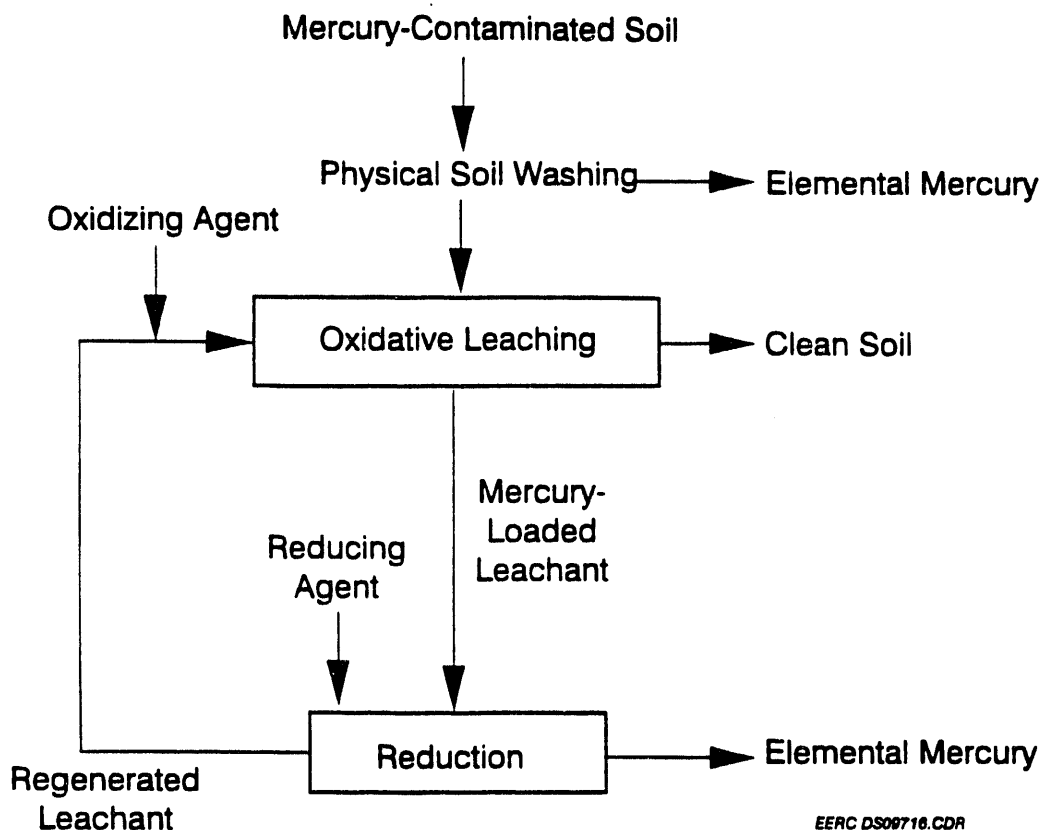 Mercury-Contaminated Soil
Physical Soil Washing
Elemental Mercury
Oxidizing Agent
Oxidative Leaching
Clean Soil
Mercury-
Loaded
Leachant
Reducing
Agent
Reduction
Elemental Mercury
Regenerated
Leachant
EERC DS09716.CDR